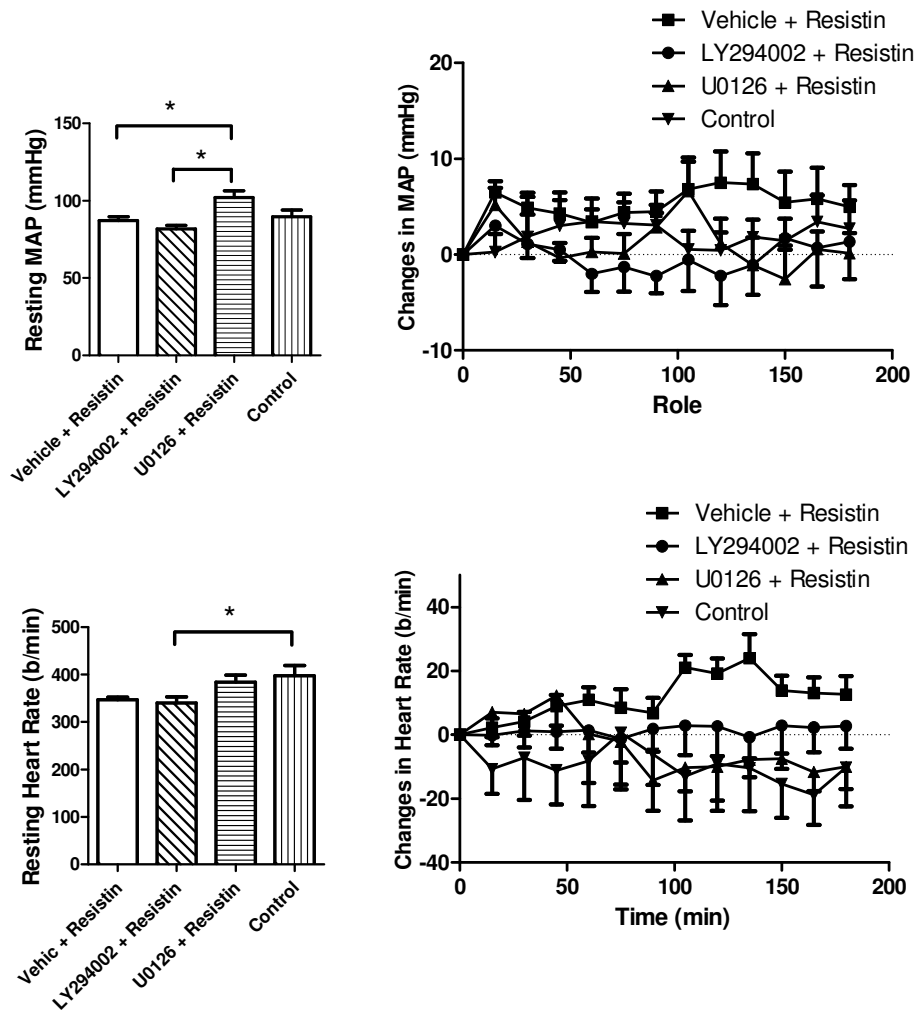 *
*
150
100
50
0
Resting MAP (mmHg)
Vehicle + Resistin
LY294002 + Resistin
U0126 + Resistin
Control
Vehicle + Resistin
LY294002 + Resistin
U0126 + Resistin
Control
20
10
0
-10
Changes in MAP (mmHg)
0
50
100
150
200
Role
*
500
400
300
200
100
0
Resting Heart Rate (b/min)
Vehic + Resistin
LY294002 + Resistin
U0126 + Resistin
Control
Vehicle + Resistin
LY294002 + Resistin
U0126 + Resistin
Control
40
20
0
-20
-40
Changes in Heart Rate (b/min)
0
50
100
150
200
Time (min)